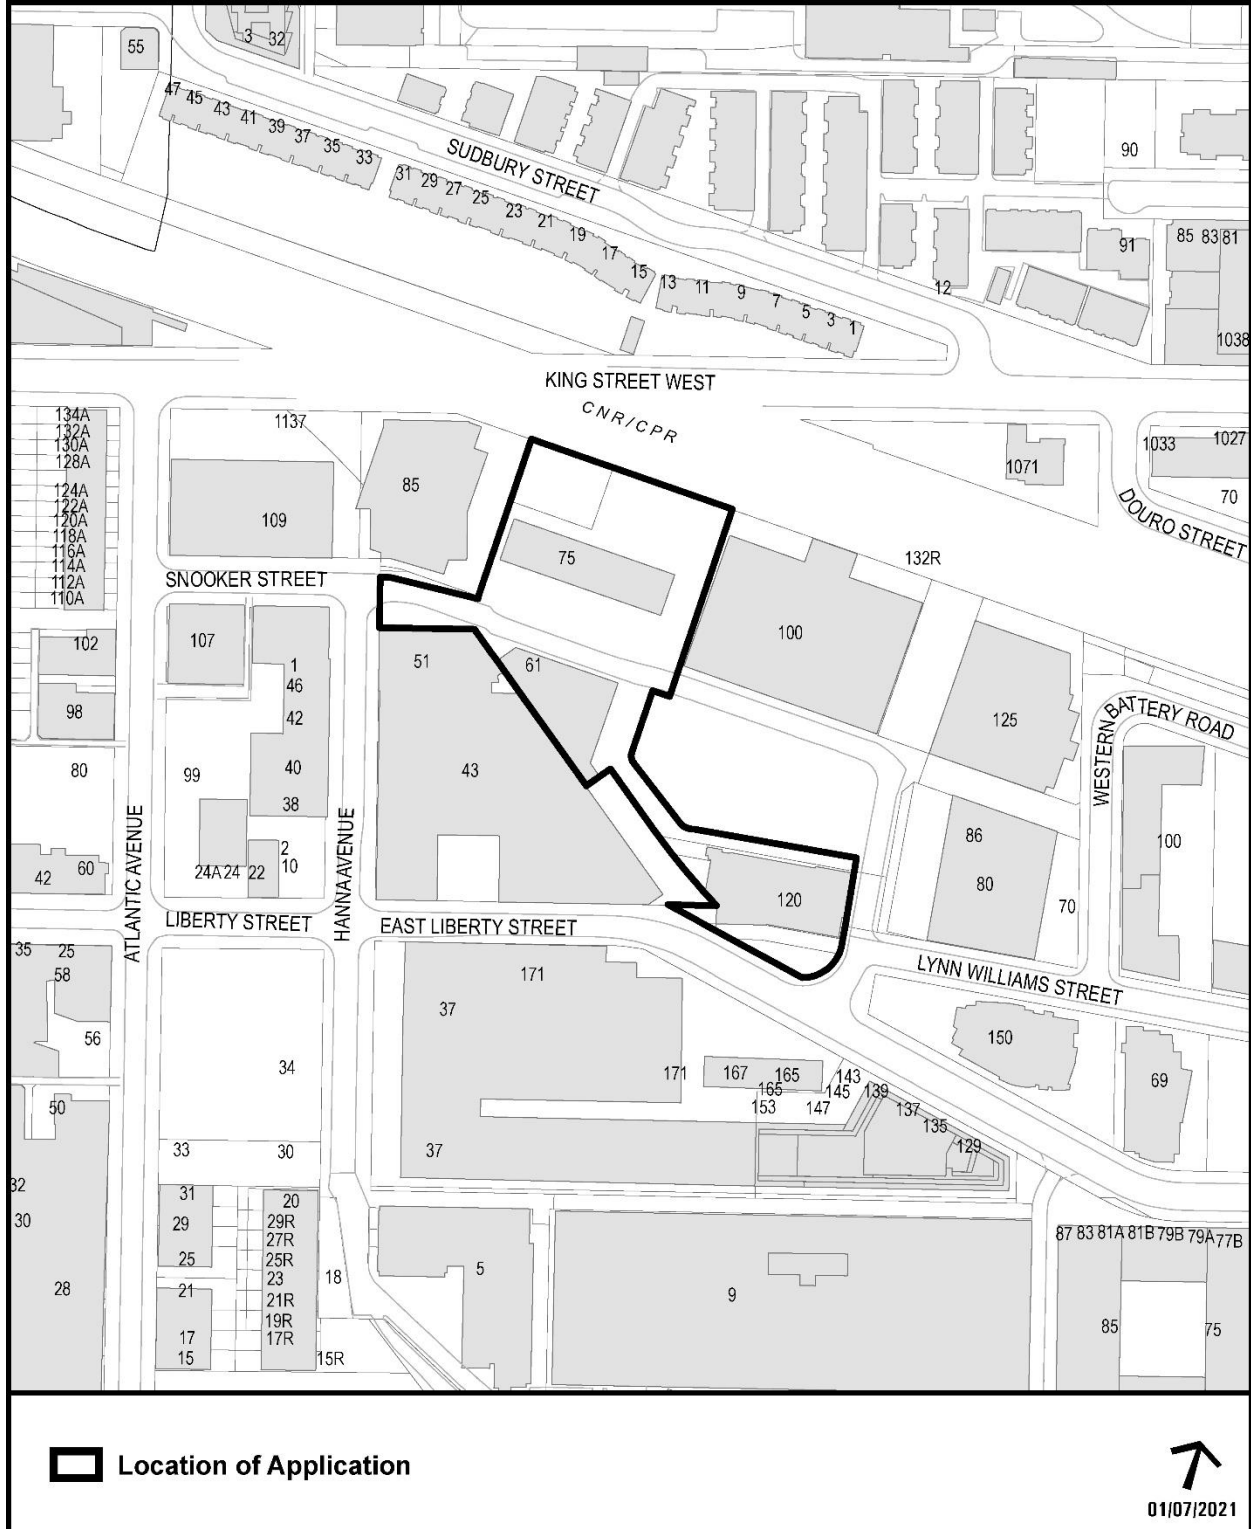 3 32
55
47 45 43 41 39 37 35 33
SUDBURY STREET
31 29 27 25 23 21 19 17 15
13 11 9 7 5 3 1
90
91
85 83 81
12
1038
KING STREET WEST
CNR/CPR
134A
132A
130A
128A
124A
122A
120A
118A
116A
114A
112A
110A
1137
85
109
1071
1033
1027
70
DOURO STREET
75
132R
SNOOKER STREET
102
107
100
51
61
1
46
98
42
125
WESTERN BATTERY ROAD
80
99
40
43
38
ATLANTIC AVENUE
HANNA AVENUE
86
100
2
10
42
60
24A 24 22
80
120
70
LIBERTY STREET
EAST LIBERTY STREET
35
25
58
171
LYNN WILLIAMS STREET
37
56
150
34
171
167
165
143
69
165
145
139
50
153
147
137
135
129
33
30
37
32
31
20
30
29
29R
27R
87 83 81A 81B 79B 79A 77B
25
25R
23
18
5
28
21
21R
9
19R
17
17R
85
75
15
15R
Location of Application
01/07/2021